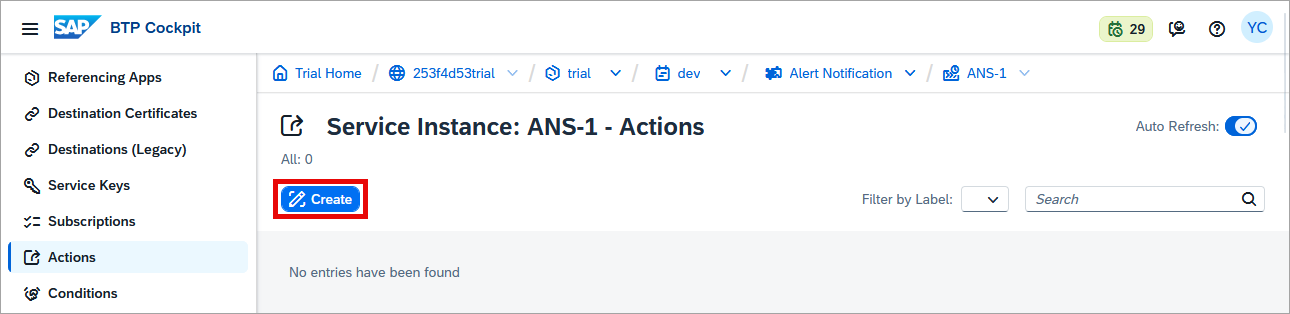 SAP BTP Cockpit 29 YC
Trial Home / 253f4d53trial / trial / dev / Alert Notification / ANS-1
Referencing Apps
Destination Certificates
Destinations (Legacy)
Service Keys
Subscriptions
Actions
Conditions
Service Instance: ANS-1 - Actions
Auto Refresh:
All: 0
Create
Filter by Label:
Search
No entries have been found